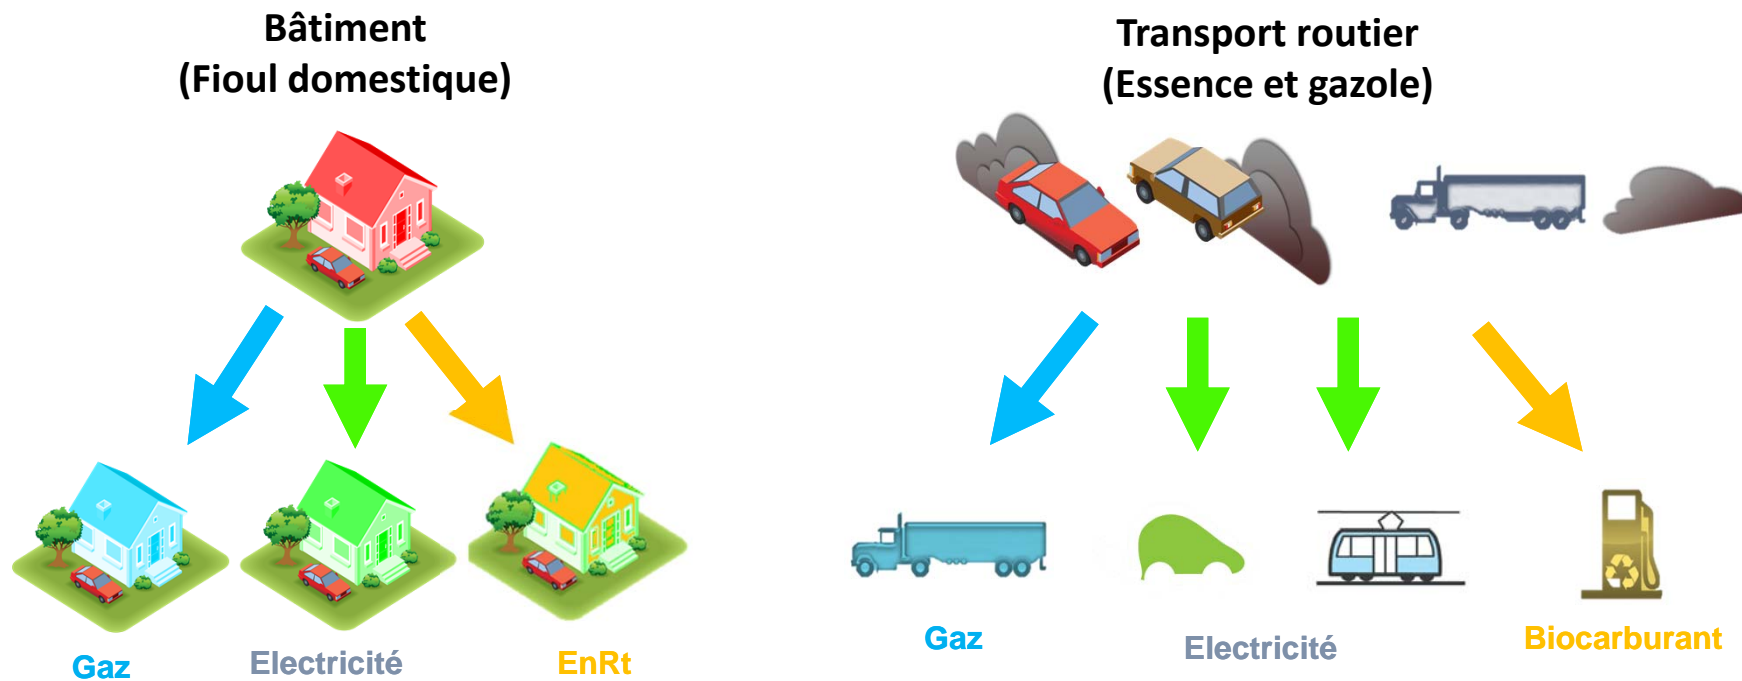 Bâtiment
(Fioul domestique)
Gaz
Electricité
EnRt
Transport routier
(Essence et gazole)
Gaz
Electricité
Biocarburant